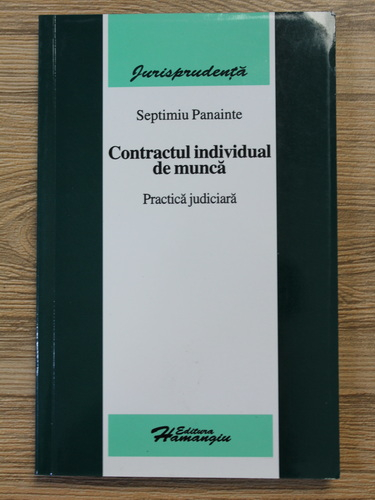 Jurisprudență
Septimiu Panainte
Contractul individual
de muncă
Practică judiciară
Editura
Hamangiu